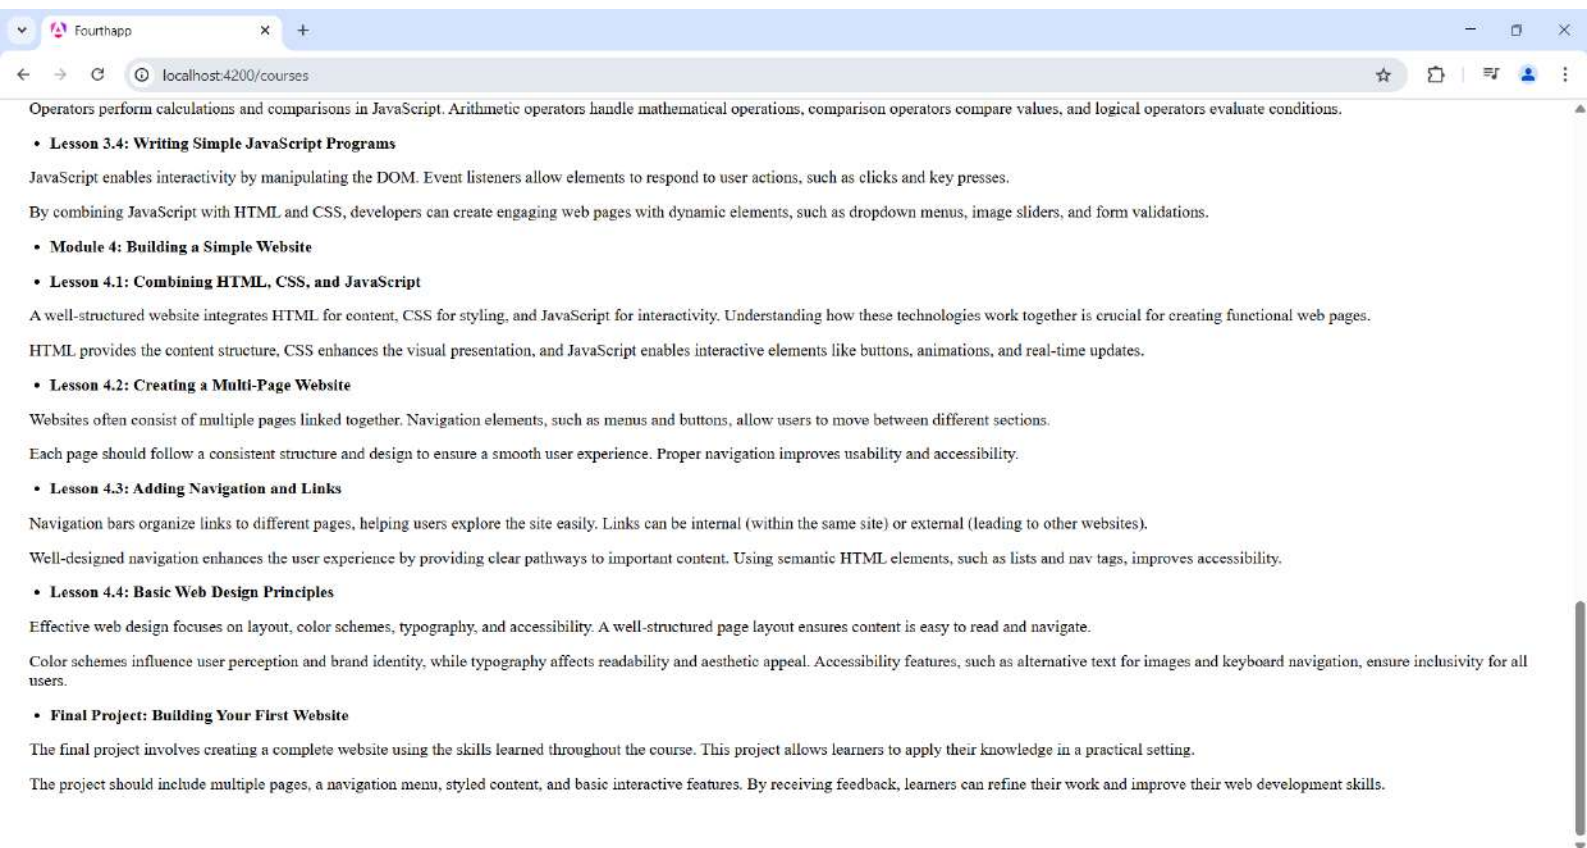 Fourthapp
localhost:4200/courses
Operators perform calculations and comparisons in JavaScript. Arithmetic operators handle mathematical operations, comparison operators compare values, and logical operators evaluate conditions.
• Lesson 3.4: Writing Simple JavaScript Programs
JavaScript enables interactivity by manipulating the DOM. Event listeners allow elements to respond to user actions, such as clicks and key presses.
By combining JavaScript with HTML and CSS, developers can create engaging web pages with dynamic elements, such as dropdown menus, image sliders, and form validations.
• Module 4: Building a Simple Website
• Lesson 4.1: Combining HTML, CSS, and JavaScript
A well-structured website integrates HTML for content, CSS for styling, and JavaScript for interactivity. Understanding how these technologies work together is crucial for creating functional web pages.
HTML provides the content structure, CSS enhances the visual presentation, and JavaScript enables interactive elements like buttons, animations, and real-time updates.
• Lesson 4.2: Creating a Multi-Page Website
Websites often consist of multiple pages linked together. Navigation elements, such as menus and buttons, allow users to move between different sections.
Each page should follow a consistent structure and design to ensure a smooth user experience. Proper navigation improves usability and accessibility.
• Lesson 4.3: Adding Navigation and Links
Navigation bars organize links to different pages, helping users explore the site easily. Links can be internal (within the same site) or external (leading to other websites).
Well-designed navigation enhances the user experience by providing clear pathways to important content. Using semantic HTML elements, such as lists and nav tags, improves accessibility.
• Lesson 4.4: Basic Web Design Principles
Effective web design focuses on layout, color schemes, typography, and accessibility. A well-structured page layout ensures content is easy to read and navigate.
Color schemes influence user perception and brand identity, while typography affects readability and aesthetic appeal. Accessibility features, such as alternative text for images and keyboard navigation, ensure inclusivity for all
users.
• Final Project: Building Your First Website
The final project involves creating a complete website using the skills learned throughout the course. This project allows learners to apply their knowledge in a practical setting.
The project should include multiple pages, a navigation menu, styled content, and basic interactive features. By receiving feedback, learners can refine their work and improve their web development skills.